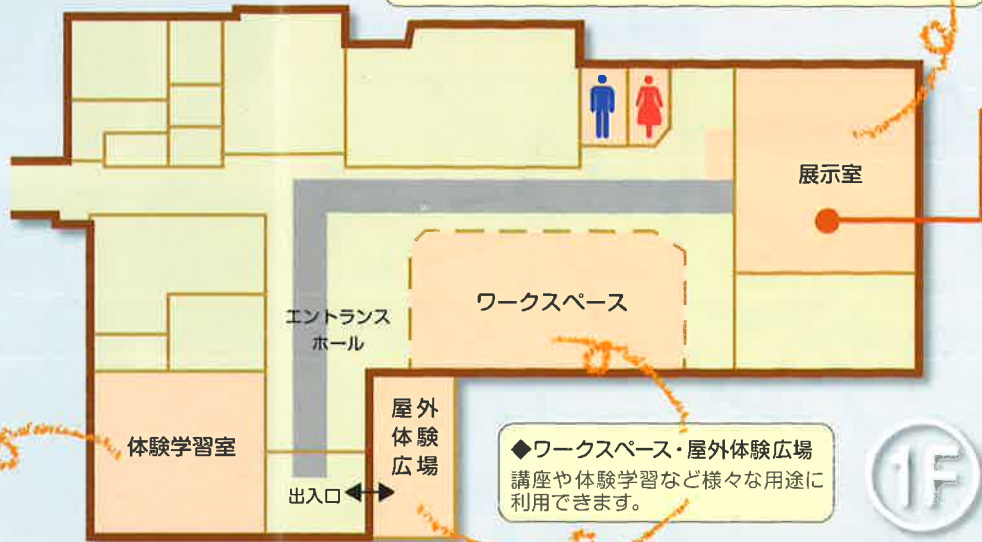 展示室
ワークスペース
エントランス
ホール
体験学習室
屋外
体験
広場
出入口
◆ワークスペース・屋外体験広場
講座や体験学習など様々な用途に
利用できます。
1F